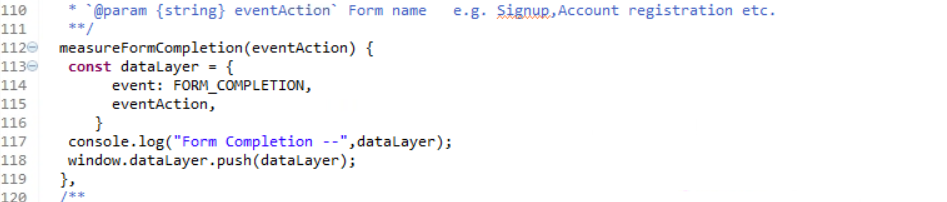 110 * `@param {string} eventAction` Form name e.g. Signup,Account registration etc.
111 **/
112 measureFormCompletion(eventAction) {
113 const dataLayer = {
114 event: FORM_COMPLETION,
115 eventAction,
116 }
117 console.log("Form Completion --",dataLayer);
118 window.dataLayer.push(dataLayer);
119 },
120 /**